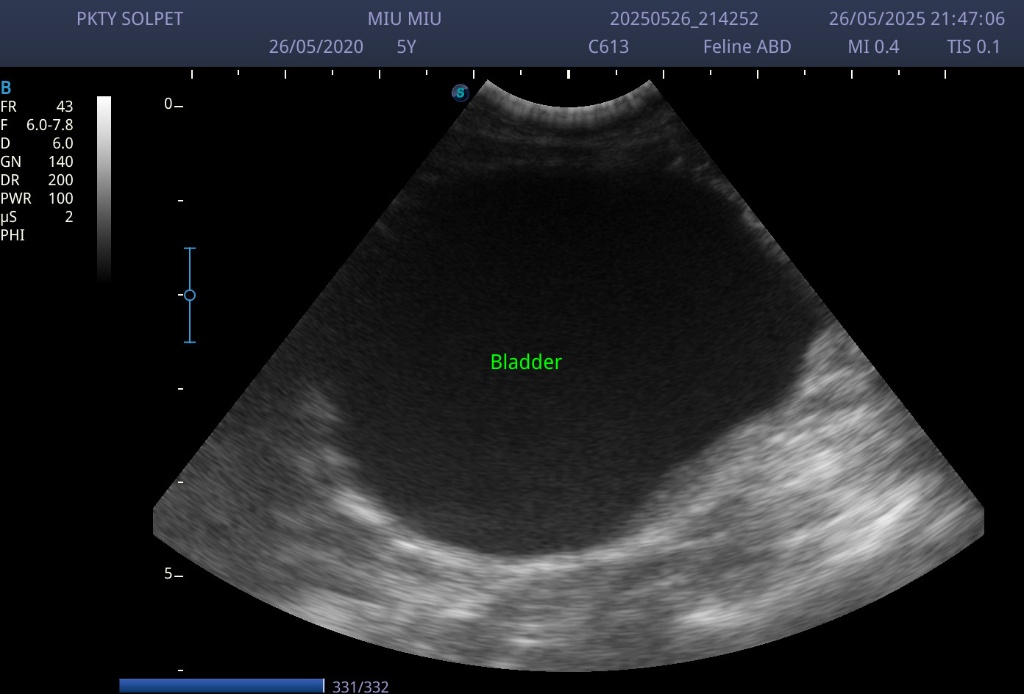 PKTY SOLPET MIU MIU 20250526_214252 26/05/2025 21:47:06
26/05/2020 5Y C613 Feline ABD MI 0.4 TIS 0.1
B
FR 43
F 6.0-7.8
D 6.0
GN 140
DR 200
PWR 100
µS 2
PHI
S
0
Bladder
5
331/332